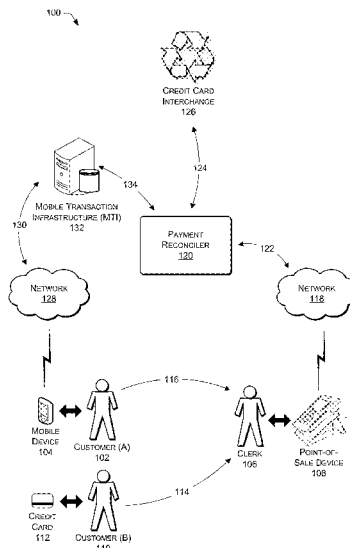 100
CREDIT CARD
INTERCHANGE
126
124
134
MOBILE TRANSACTION
INFRASTRUCTURE (MTI)
132
130
PAYMENT
RECONCILER
120
122
NETWORK
128
NETWORK
118
116
MOBILE
DEVICE
104
CUSTOMER (A)
102
CLERK
106
POINT-OF-
SALE DEVICE
108
114
CREDIT
CARD
112
CUSTOMER (B)
110